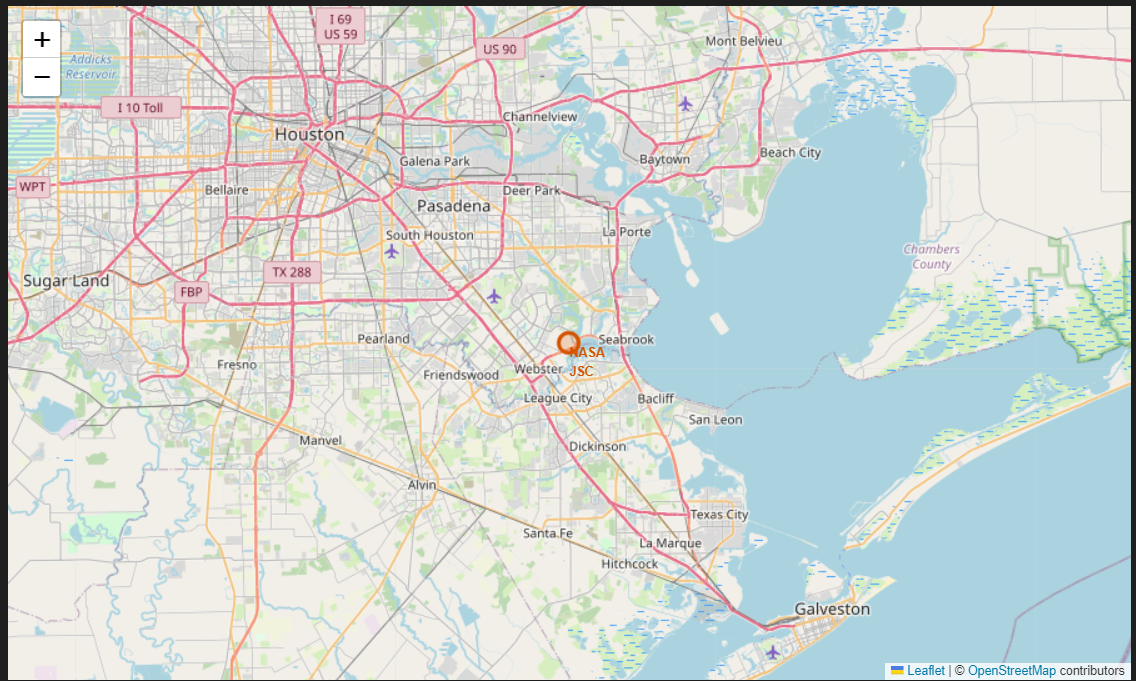 +
−
I 69
US 59
US 90
Mont Belvieu
Addicks
Reservoir
I 10 Toll
Channelview
Houston
Galena Park
Baytown
Beach City
WPT
Bellaire
Deer Park
Pasadena
South Houston
La Porte
Chambers
County
TX 288
Sugar Land
FBP
Pearland
Seabrook
NASA
JSC
Fresno
Friendswood
Webster
League City
Bacliff
San Leon
Manvel
Dickinson
Alvin
Texas City
Santa Fe
La Marque
Hitchcock
Galveston
Leaflet | © OpenStreetMap contributors